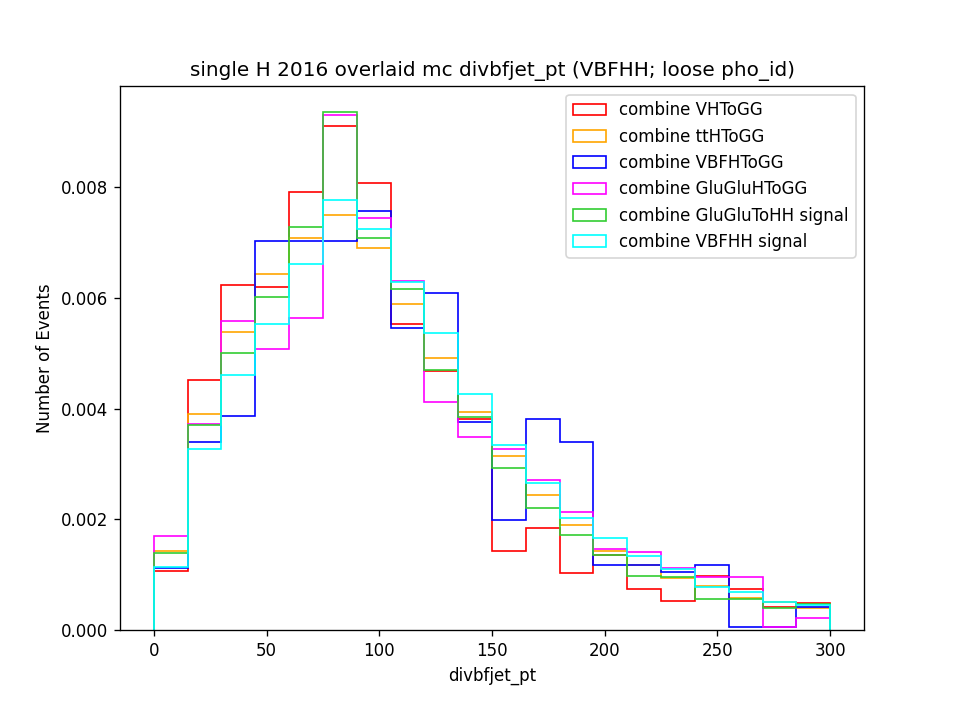 single H 2016 overlaid mc divbfjet_pt (VBFHH; loose pho_id)
combine VHToGG
combine ttHToGG
combine VBFHToGG
combine GluGluHToGG
combine GluGluToHH signal
combine VBFHH signal
Number of Events
0.008
0.006
0.004
0.002
0.000
0 50 100 150 200 250 300
divbfjet_pt